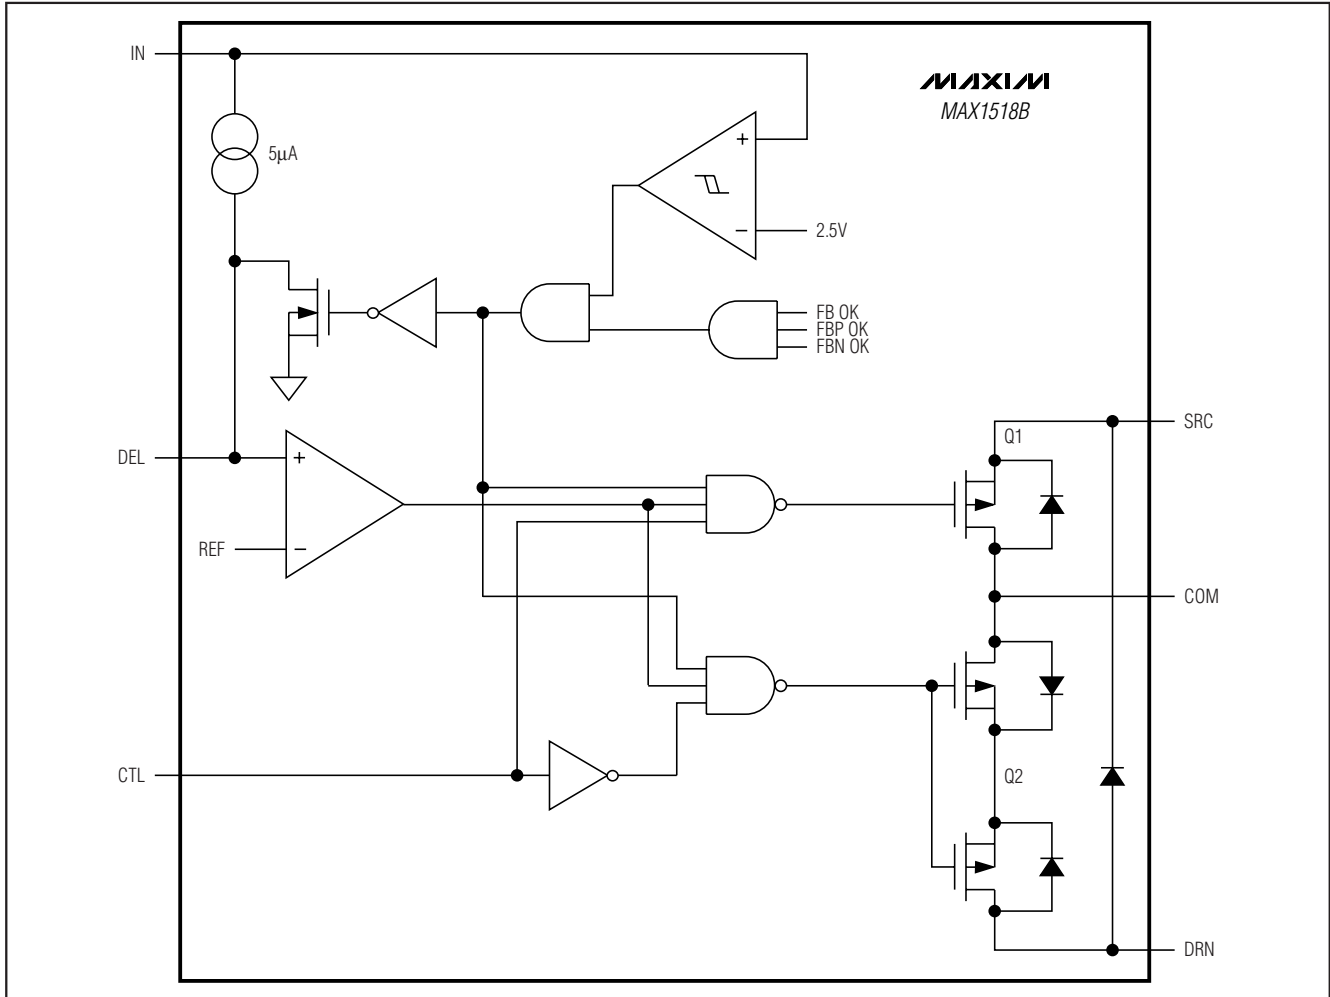 IN
MAXIM
MAX1518B
+
5µA
−
2.5V
FB OK
FBP OK
FBN OK
SRC
Q1
DEL
+
REF
−
COM
CTL
Q2
DRN